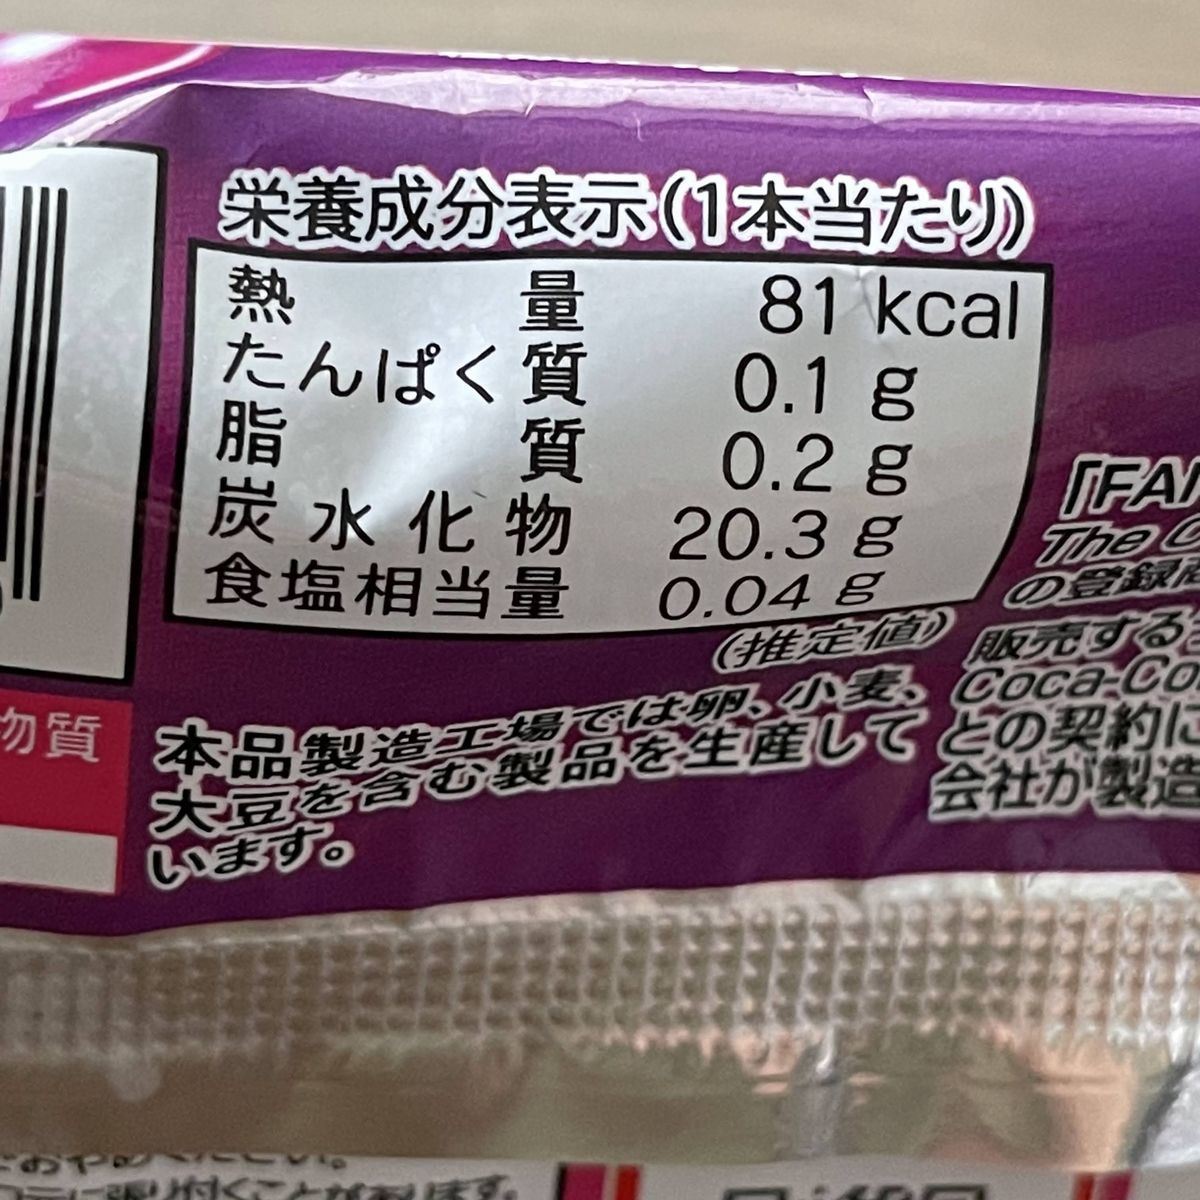 栄養成分表示(1本当たり)
熱量 81 kcal
たんぱく質 0.1 g
脂質 0.2 g
炭水化物 20.3 g
食塩相当量 0.04 g
(推定値)
本品製造工場では卵、小麦、
大豆を含む製品を生産して
います。
物質
「FAN
The C
の登録商
販売する
Coca-Co
との契約に
会社が製造